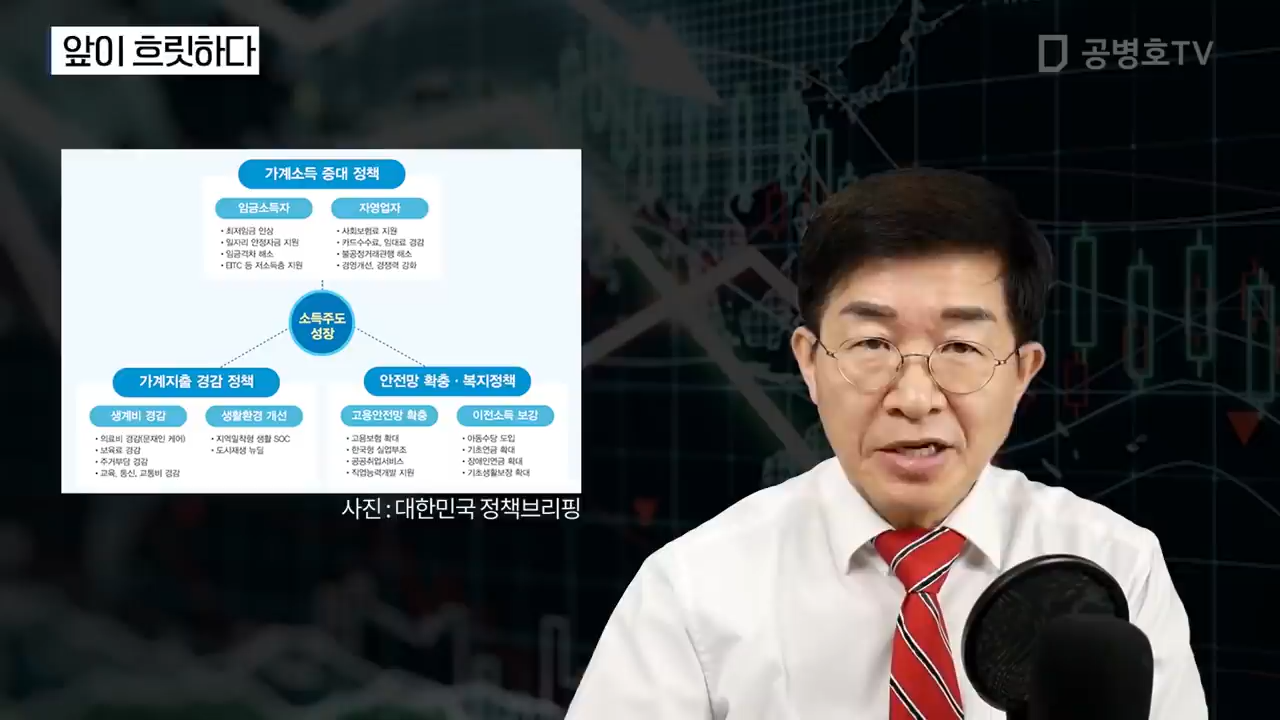 앞이 흐릿하다
공병호TV
가계소득 증대 정책
임금소득자
자영업자
• 최저임금 인상
• 일자리 안정자금 지원
• 임금격차 해소
• EITC 등 저소득층 지원
• 사회보험료 지원
• 카드수수료, 임대료 경감
• 불공정거래관행 해소
• 경영개선, 경쟁력 강화
소득주도
성장
가계지출 경감 정책
생계비 경감
생활환경 개선
• 의료비 경감(문재인 케어)
• 보육료 경감
• 주거부담 경감
• 교육, 통신, 교통비 경감
• 지역밀착형 생활 SOC
• 도시재생 뉴딜
안전망 확충 · 복지정책
고용안전망 확충
이전소득 보강
• 고용보험 확대
• 한국형 실업부조
• 공공취업서비스
• 직업능력개발 지원
• 아동수당 도입
• 기초연금 확대
• 장애인연금 확대
• 기초생활보장 확대
사진 : 대한민국 정책브리핑